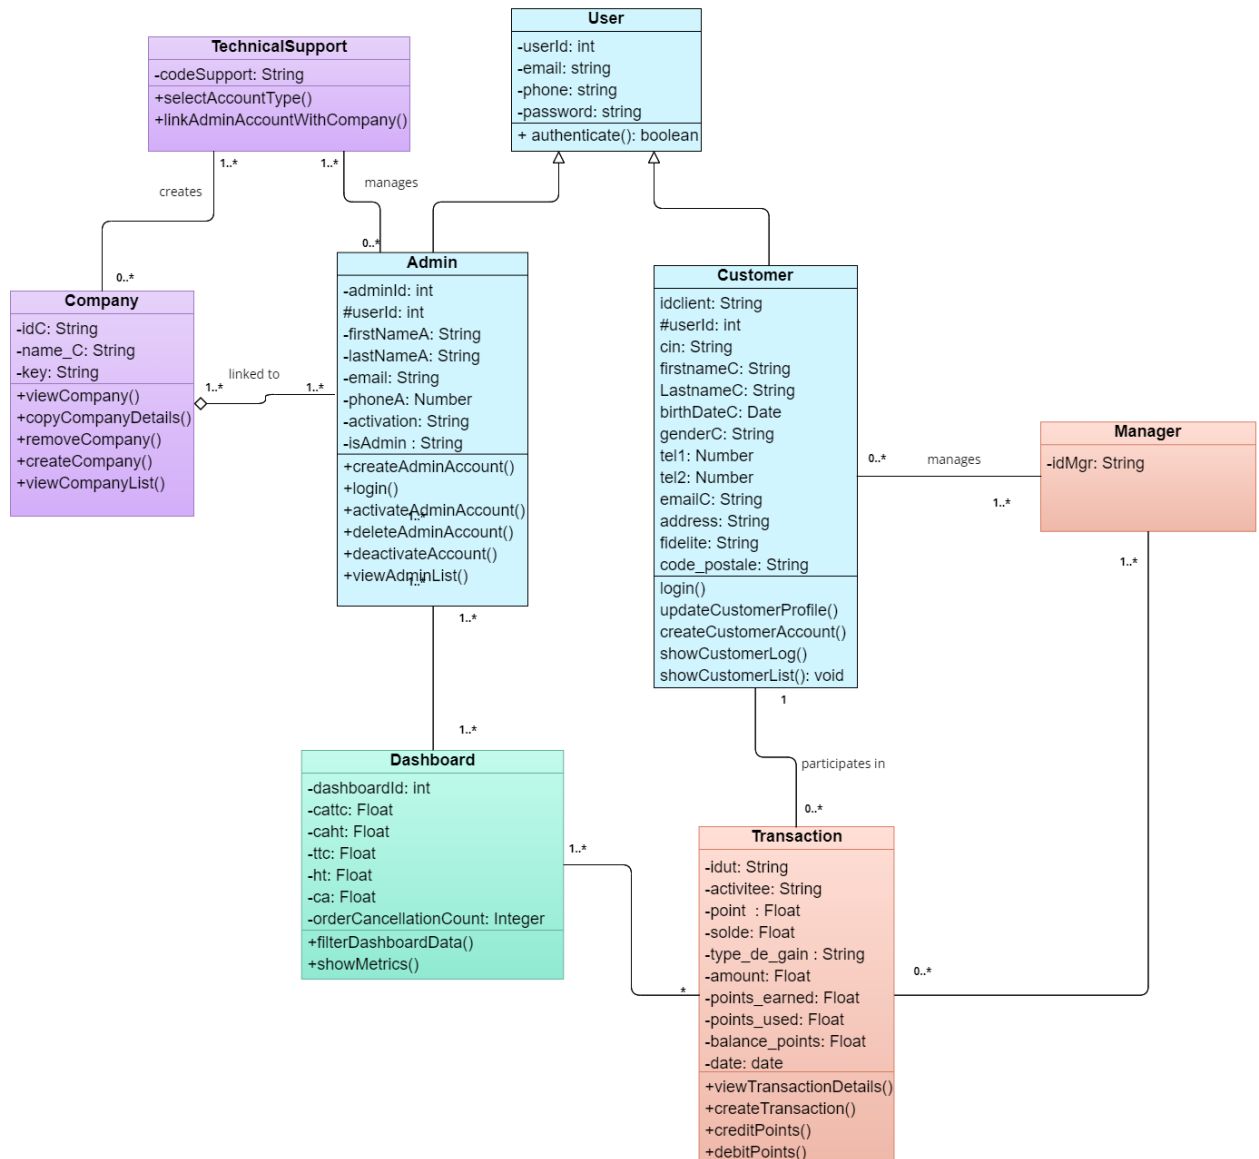 User
-userId: int
-email: string
-phone: string
-password: string
+ authenticate(): boolean
TechnicalSupport
-codeSupport: String
+selectAccountType()
+linkAdminAccountWithCompany()
1..*
1..*
creates
manages
0..*
0..*
Company
-idC: String
-name_C: String
-key: String
+viewCompany()
+copyCompanyDetails()
+removeCompany()
+createCompany()
+viewCompanyList()
linked to
1..*
1..*
Admin
-adminId: int
#userId: int
-firstNameA: String
-lastNameA: String
-email: String
-phoneA: Number
-activation: String
-isAdmin : String
+createAdminAccount()
+login()
+activateAdminAccount()
1..*
+deleteAdminAccount()
+deactivateAccount()
+viewAdminList()
1..*
1..*
1..*
Customer
idclient: String
#userId: int
cin: String
firstnameC: String
LastnameC: String
birthDateC: Date
genderC: String
tel1: Number
tel2: Number
emailC: String
address: String
fidelite: String
code_postale: String
login()
updateCustomerProfile()
createCustomerAccount()
showCustomerLog()
showCustomerList(): void
0..*
manages
1..*
Manager
-idMgr: String
1..*
1
participates in
0..*
Dashboard
-dashboardId: int
-cattc: Float
-caht: Float
-ttc: Float
-ht: Float
-ca: Float
-orderCancellationCount: Integer
+filterDashboardData()
+showMetrics()
1..*
*
Transaction
-idut: String
-activitee: String
-point : Float
-solde: Float
-type_de_gain : String
-amount: Float
-points_earned: Float
-points_used: Float
-balance_points: Float
-date: date
+viewTransactionDetails()
+createTransaction()
+creditPoints()
+debitPoints()
0..*